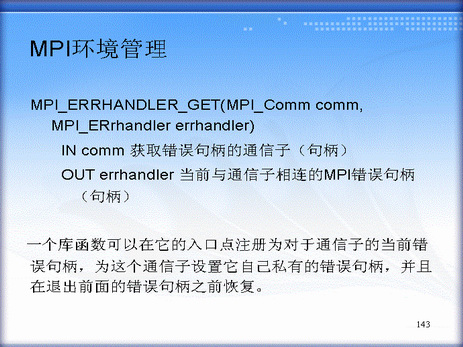 MPI环境管理
MPI_ERRHANDLER_GET(MPI_Comm comm,
MPI_ERrhandler errhandler)
IN comm 获取错误句柄的通信子（句柄）
OUT errhandler 当前与通信子相连的MPI错误句柄
（句柄）
一个库函数可以在它的入口点注册为对于通信子的当前错
误句柄，为这个通信子设置它自己私有的错误句柄，并且
在退出前面的错误句柄之前恢复。
143